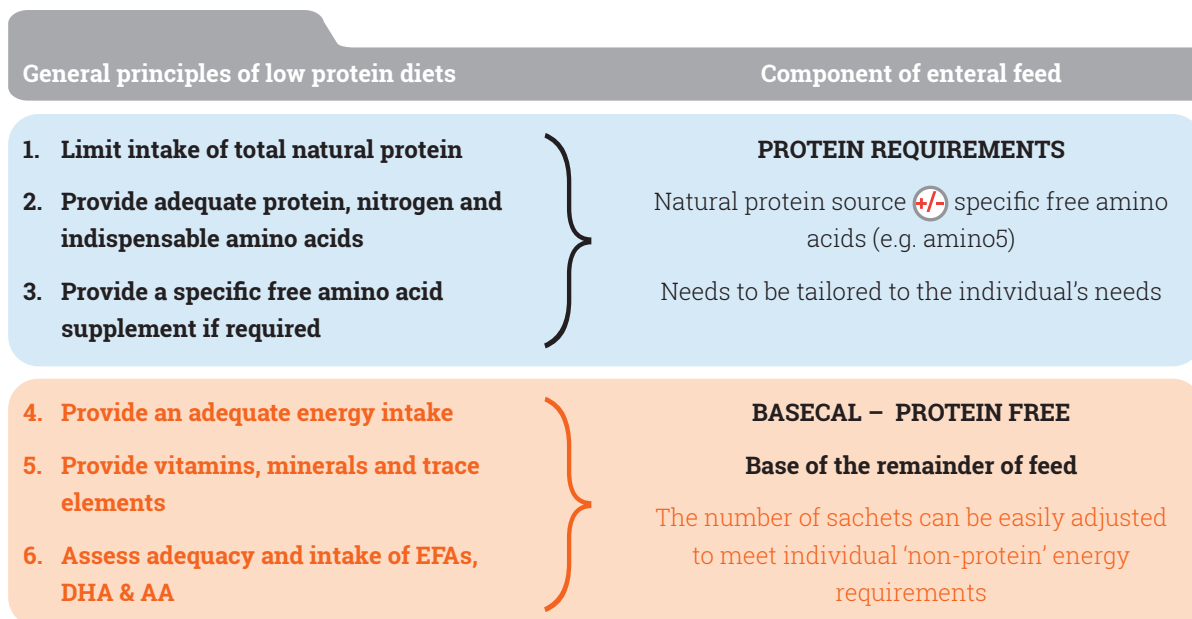 General principles of low protein diets
Component of enteral feed
1. Limit intake of total natural protein
2. Provide adequate protein, nitrogen and
indispensable amino acids
3. Provide a specific free amino acid
supplement if required
PROTEIN REQUIREMENTS
Natural protein source +/- specific free amino
acids (e.g. amino5)
Needs to be tailored to the individual’s needs
4. Provide an adequate energy intake
5. Provide vitamins, minerals and trace
elements
6. Assess adequacy and intake of EFAs,
DHA & AA
BASECAL – PROTEIN FREE
Base of the remainder of feed
The number of sachets can be easily adjusted
to meet individual ‘non-protein’ energy
requirements